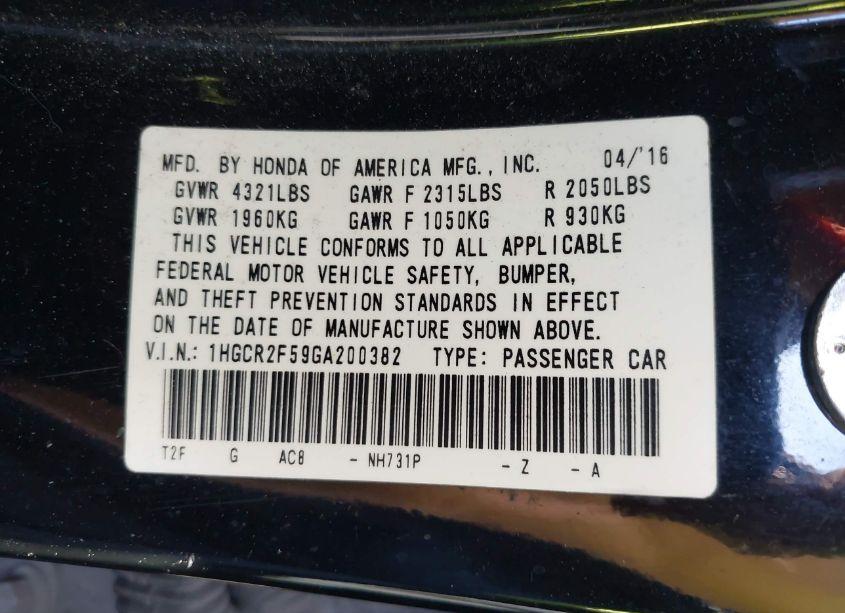 MFD. BY HONDA OF AMERICA MFG., INC. 04/'16
GVWR 4321LBS GAWR F 2315LBS R 2050LBS
GVWR 1960KG GAWR F 1050KG R 930KG
THIS VEHICLE CONFORMS TO ALL APPLICABLE
FEDERAL MOTOR VEHICLE SAFETY, BUMPER,
AND THEFT PREVENTION STANDARDS IN EFFECT
ON THE DATE OF MANUFACTURE SHOWN ABOVE.
V.I.N.: 1HGCR2F59GA200382 TYPE: PASSENGER CAR
T2F G AC8 - NH731P - Z - A